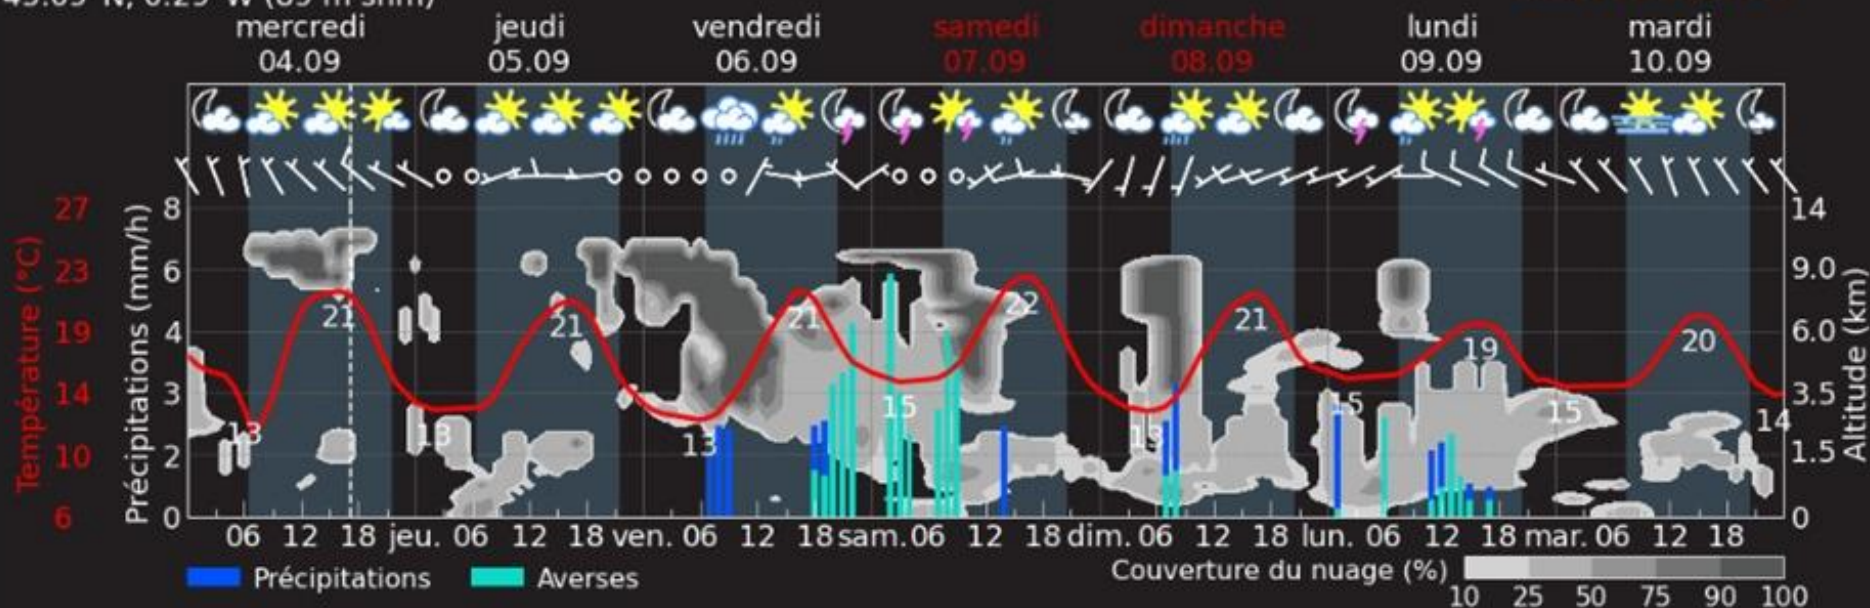 mercredi jeudi vendredi samedi dimanche lundi mardi
04.09 05.09 06.09 07.09 08.09 09.09 10.09
27 8 14
23 6 9.0
19 4 6.0
14 3 3.5
10 2 1.5
6 0 0
Température (°C)
Précipitations (mm/h)
Altitude (km)
21 21 21 22 21 19 20
13 13 13 15 13 15 15 14
06 12 18 jeu. 06 12 18 ven. 06 12 18 sam. 06 12 18 dim. 06 12 18 lun. 06 12 18 mar. 06 12 18
Précipitations Averses Couverture du nuage (%)
10 25 50 75 90 100